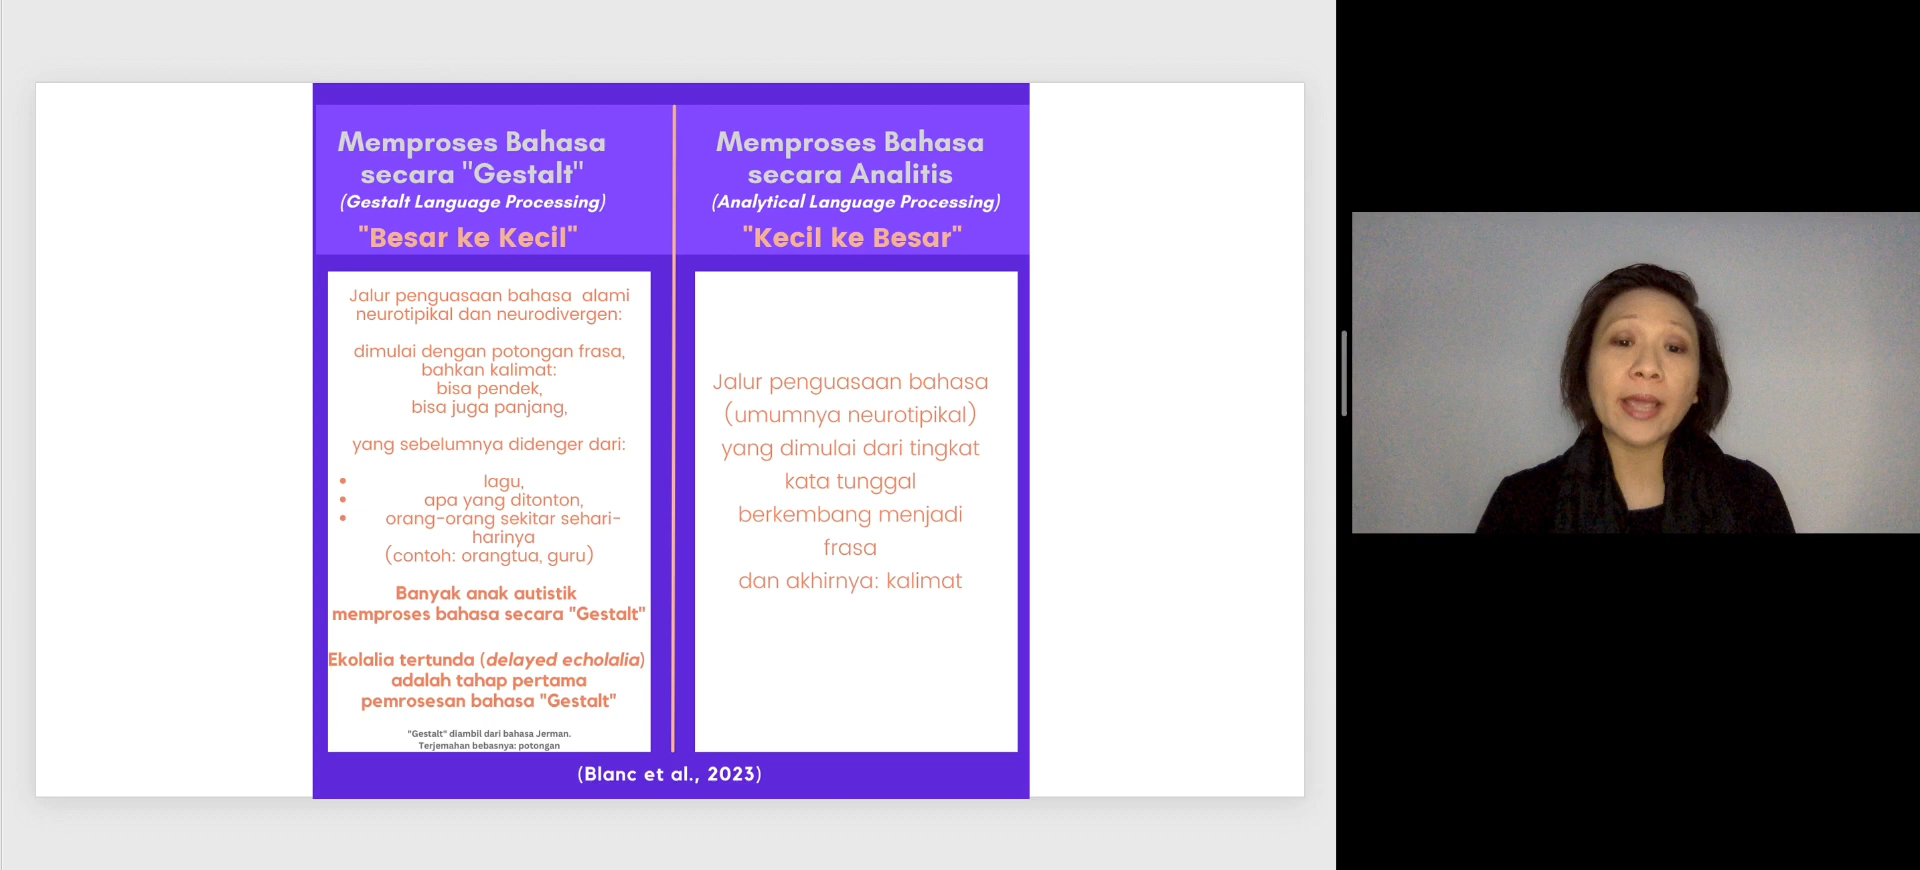 Memproses Bahasa
secara "Gestalt"
(Gestalt Language Processing)
"Besar ke Kecil"
Jalur penguasaan bahasa alami
neurotipikal dan neurodivergen:
dimulai dengan potongan frasa,
bahkan kalimat:
bisa pendek,
bisa juga panjang,
yang sebelumnya didenger dari:
• lagu,
• apa yang ditonton,
• orang-orang sekitar sehari-
harinya
(contoh: orangtua, guru)
Banyak anak autistik
memproses bahasa secara "Gestalt"
Ekolalia tertunda (delayed echolalia)
adalah tahap pertama
pemrosesan bahasa "Gestalt"
"Gestalt" diambil dari bahasa Jerman.
Terjemahan bebasnya: potongan
Memproses Bahasa
secara Analitis
(Analytical Language Processing)
"Kecil ke Besar"
Jalur penguasaan bahasa
(umumnya neurotipikal)
yang dimulai dari tingkat
kata tunggal
berkembang menjadi
frasa
dan akhirnya: kalimat
(Blanc et al., 2023)